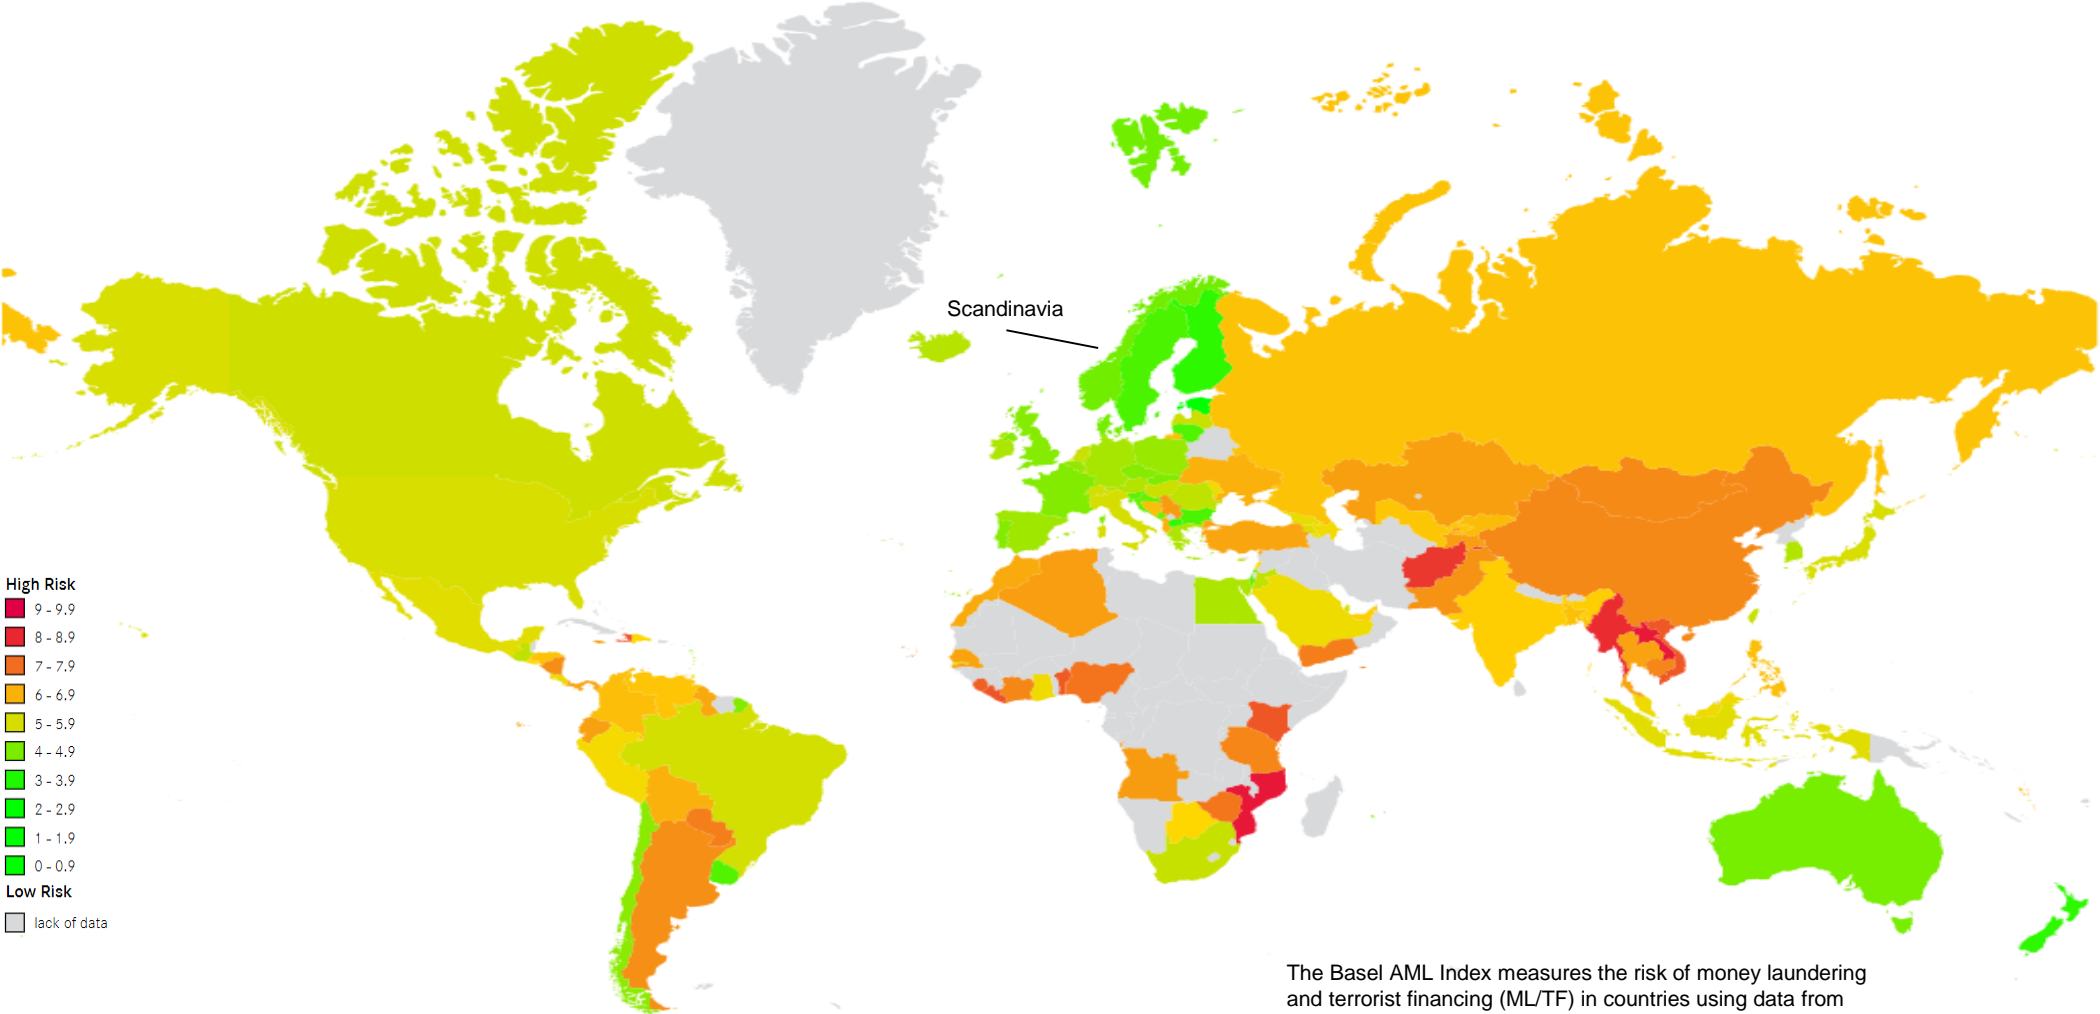 Scandinavia
High Risk
9 - 9.9
8 - 8.9
7 - 7.9
6 - 6.9
5 - 5.9
4 - 4.9
3 - 3.9
2 - 2.9
1 - 1.9
0 - 0.9
Low Risk
lack of data
The Basel AML Index measures the risk of money laundering
and terrorist financing (ML/TF) in countries using data from